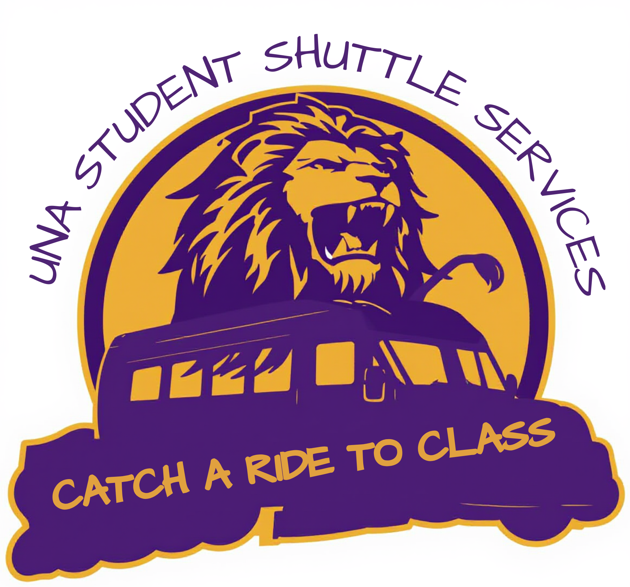 UNA STUDENT SHUTTLE SERVICES
CATCH A RIDE TO CLASS